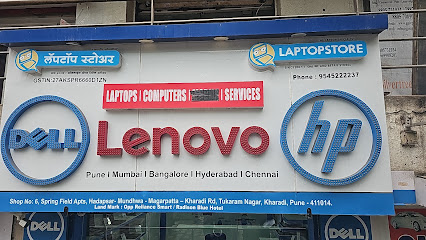 लॅपटॉप स्टोअर
LAPTOPSTORE
GSTIN:27AKSPR6660D1ZN
Phone : 9545222237
LAPTOPS | COMPUTERS | SERVICES
DELL
Lenovo
hp
Pune | Mumbai | Bangalore | Hyderabad | Chennai
Shop No: 6, Spring Field Apts, Hadapsar- Mundhwa - Magarpatta – Kharadi Rd, Tukaram Nagar, Kharadi, Pune - 411014.
Land Mark : Opp Reliance Smart / Radison Blue Hotel
DELL
DELL